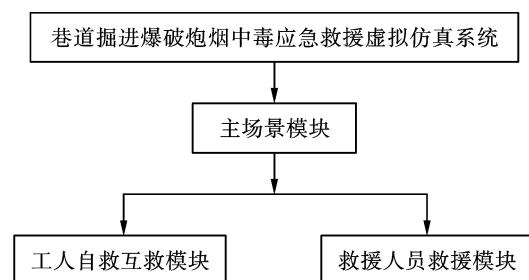 巷道掘进爆破炮烟中毒应急救援虚拟仿真系统
主场景模块
工人自救互救模块
救援人员救援模块